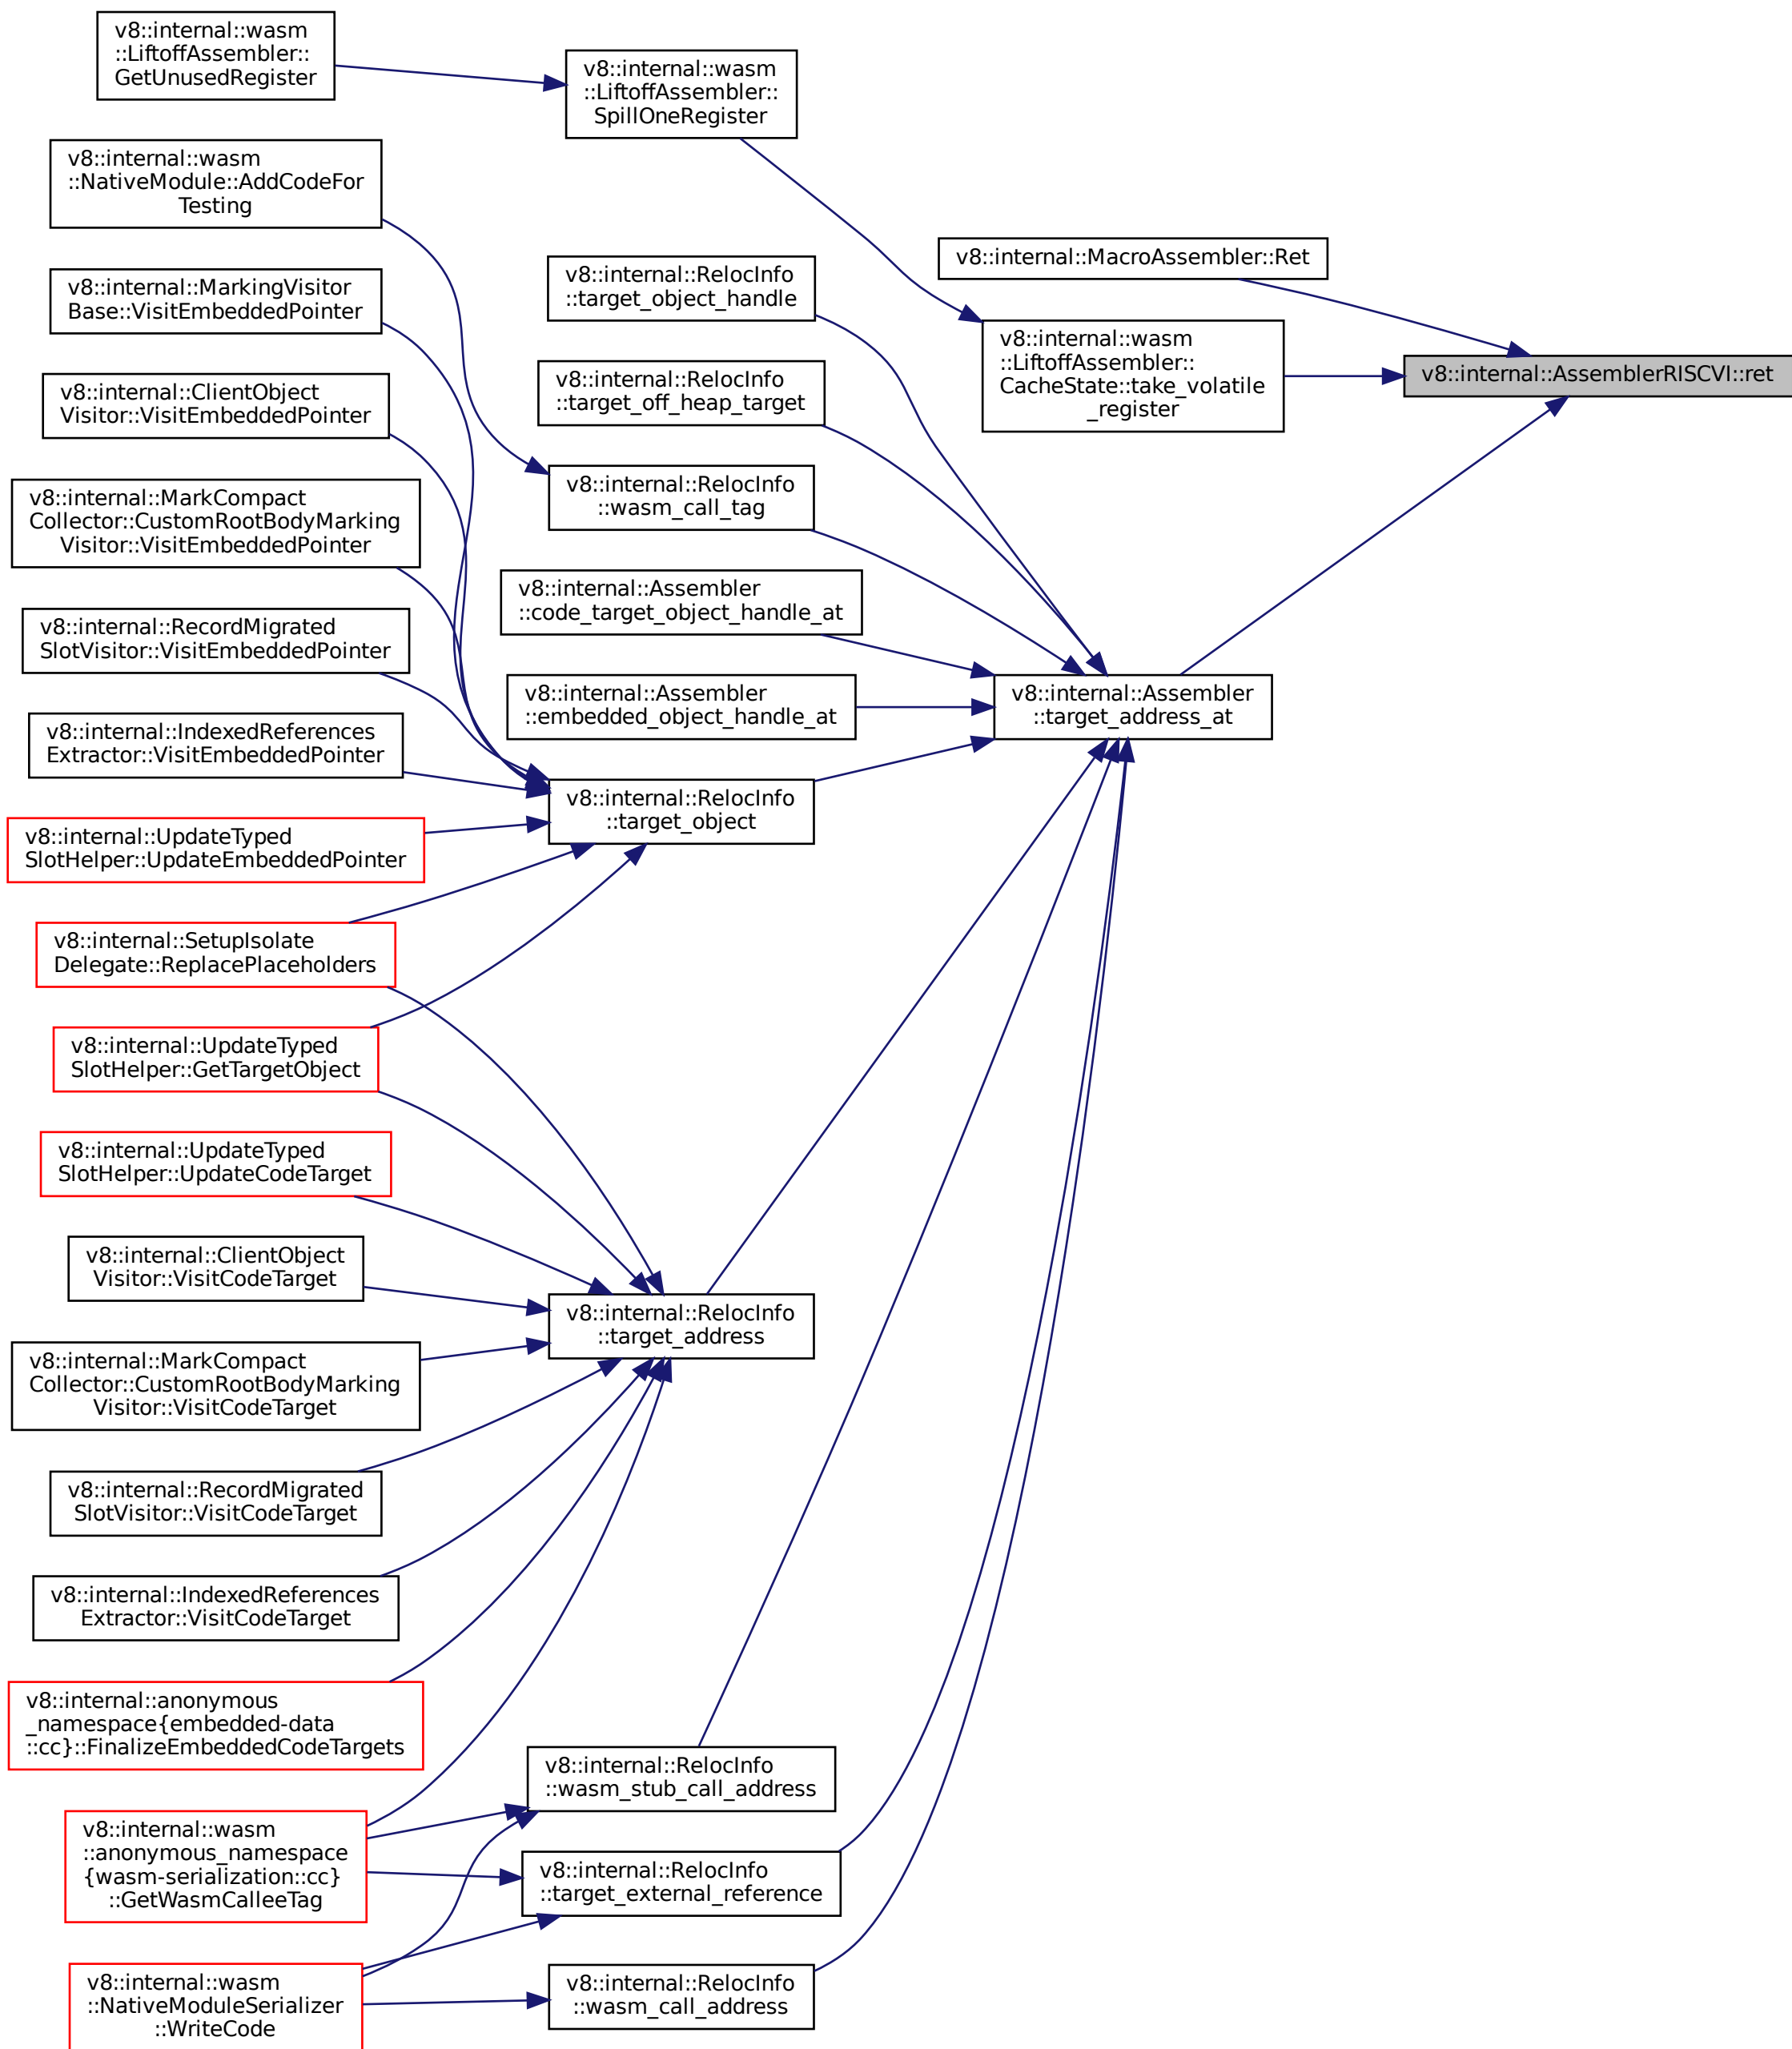 v8::internal::wasm
::LiftoffAssembler::
GetUnusedRegister
v8::internal::wasm
::NativeModule::AddCodeFor
Testing
v8::internal::MarkingVisitor
Base::VisitEmbeddedPointer
v8::internal::ClientObject
Visitor::VisitEmbeddedPointer
v8::internal::MarkCompact
Collector::CustomRootBodyMarking
Visitor::VisitEmbeddedPointer
v8::internal::RecordMigrated
SlotVisitor::VisitEmbeddedPointer
v8::internal::IndexedReferences
Extractor::VisitEmbeddedPointer
v8::internal::UpdateTyped
SlotHelper::UpdateEmbeddedPointer
v8::internal::SetupIsolate
Delegate::ReplacePlaceholders
v8::internal::UpdateTyped
SlotHelper::GetTargetObject
v8::internal::UpdateTyped
SlotHelper::UpdateCodeTarget
v8::internal::ClientObject
Visitor::VisitCodeTarget
v8::internal::MarkCompact
Collector::CustomRootBodyMarking
Visitor::VisitCodeTarget
v8::internal::RecordMigrated
SlotVisitor::VisitCodeTarget
v8::internal::IndexedReferences
Extractor::VisitCodeTarget
v8::internal::anonymous
_namespace{embedded-data
::cc}::FinalizeEmbeddedCodeTargets
v8::internal::wasm
::anonymous_namespace
{wasm-serialization::cc}
::GetWasmCalleeTag
v8::internal::wasm
::NativeModuleSerializer
::WriteCode
v8::internal::wasm
::LiftoffAssembler::
SpillOneRegister
v8::internal::RelocInfo
::target_object_handle
v8::internal::RelocInfo
::target_off_heap_target
v8::internal::RelocInfo
::wasm_call_tag
v8::internal::Assembler
::code_target_object_handle_at
v8::internal::Assembler
::embedded_object_handle_at
v8::internal::RelocInfo
::target_object
v8::internal::RelocInfo
::target_address
v8::internal::RelocInfo
::wasm_stub_call_address
v8::internal::RelocInfo
::target_external_reference
v8::internal::RelocInfo
::wasm_call_address
v8::internal::MacroAssembler::Ret
v8::internal::wasm
::LiftoffAssembler::
CacheState::take_volatile
_register
v8::internal::Assembler
::target_address_at
v8::internal::AssemblerRISCVI::ret